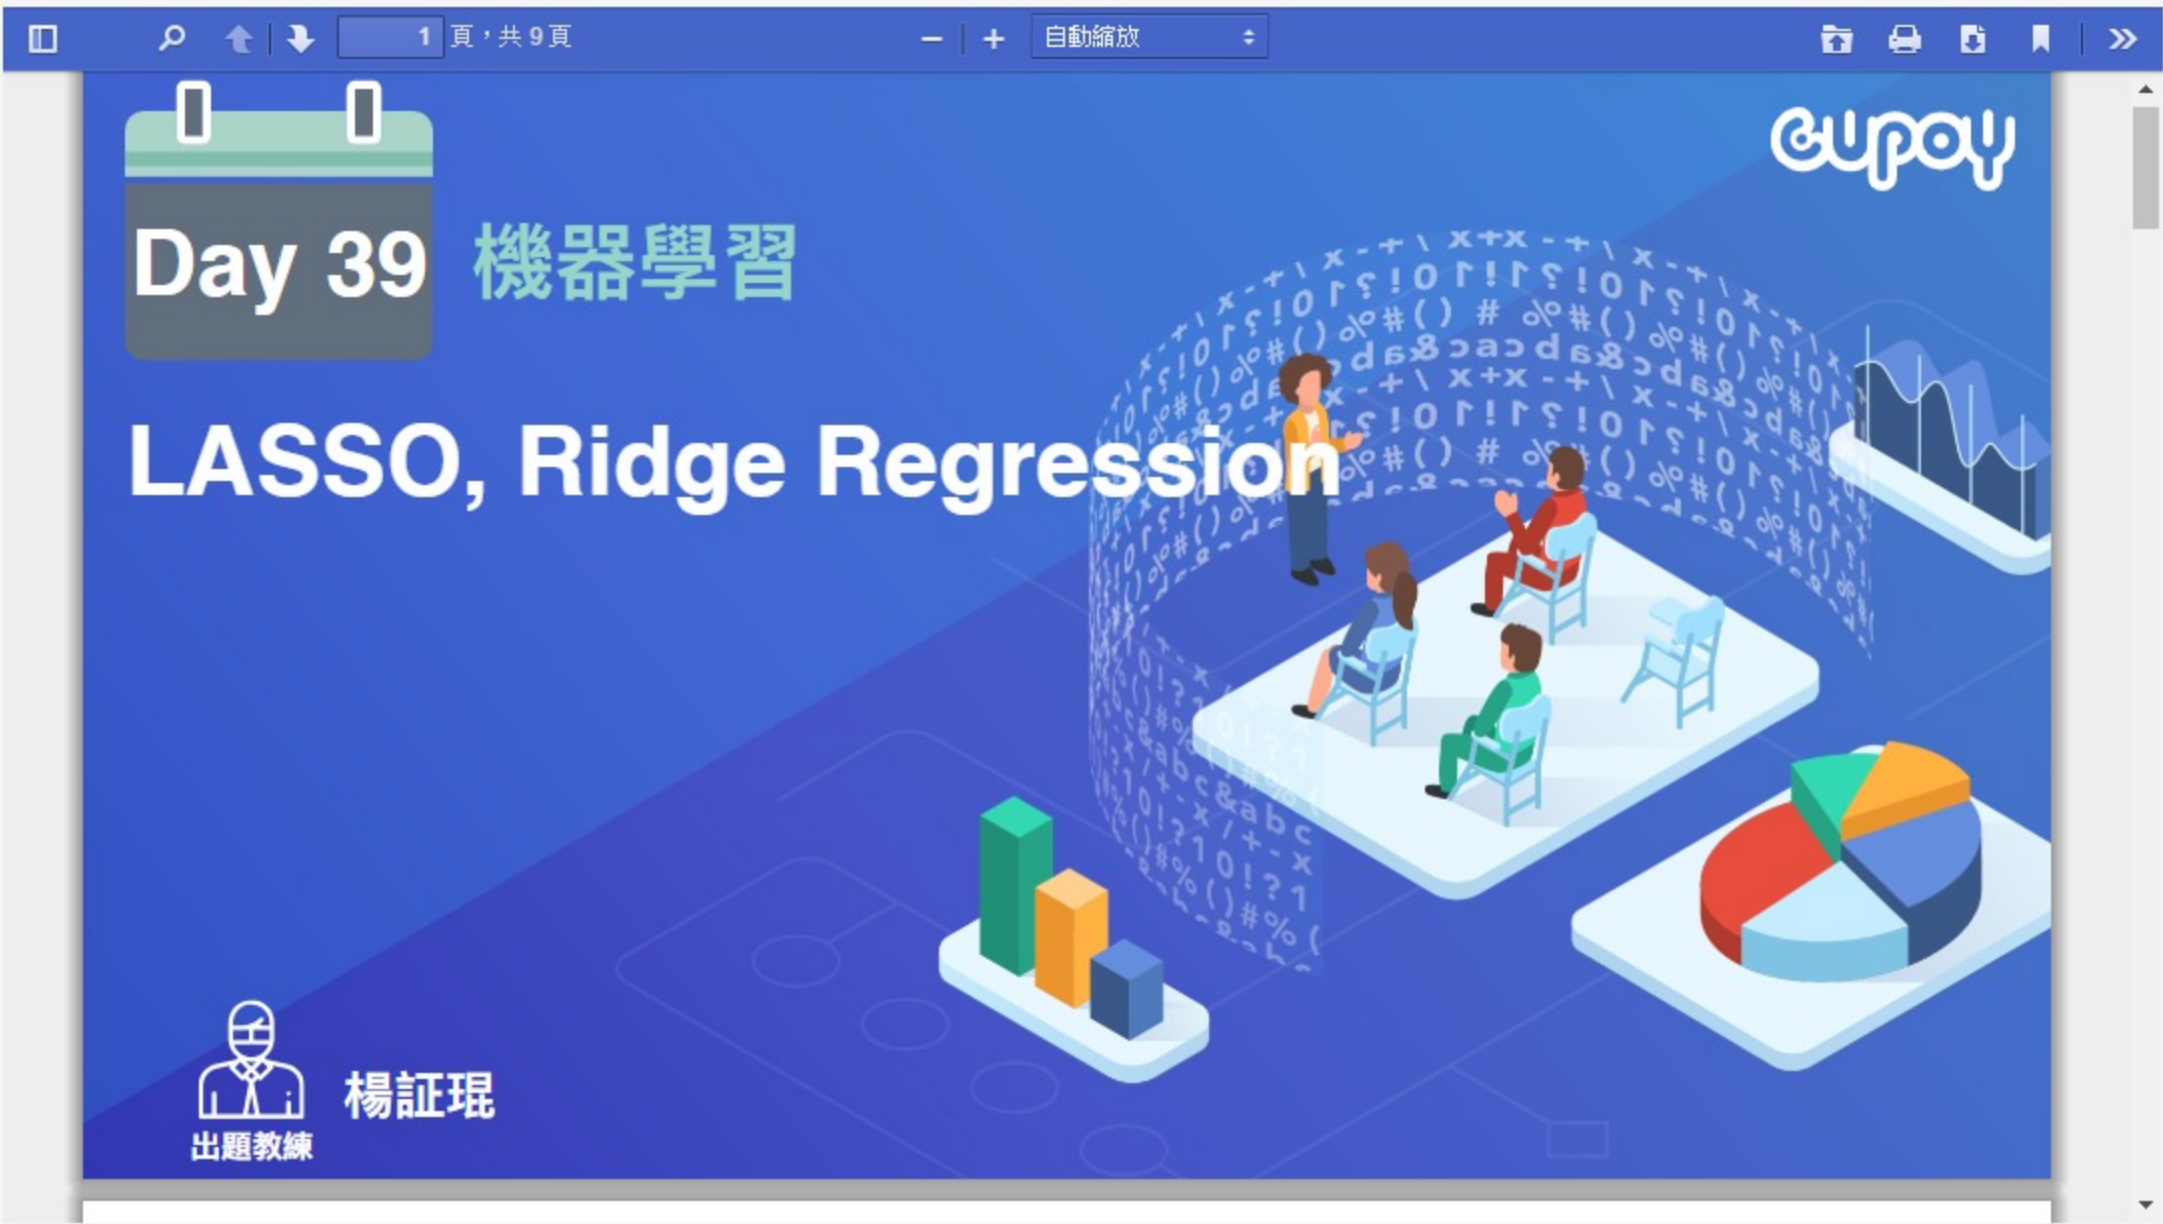 1 頁，共 9 頁
自動縮放
cupoy
Day 39 機器學習
LASSO, Ridge Regression
楊証琨
出題教練